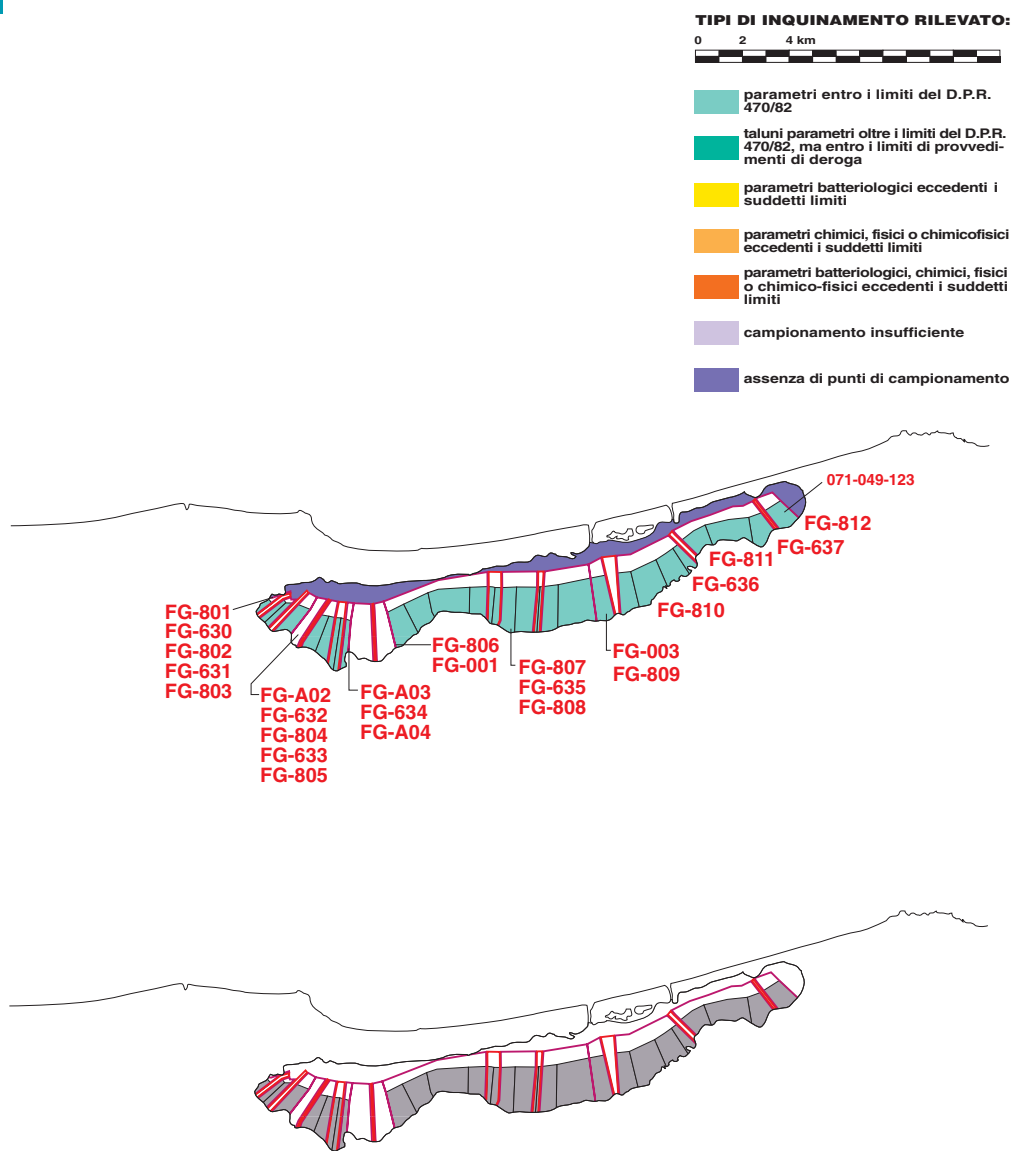 TIPI DI INQUINAMENTO RILEVATO:
0 2 4 km
parametri entro i limiti del D.P.R.
470/82
taluni parametri oltre i limiti del D.P.R.
470/82, ma entro i limiti di provvedi-
menti di deroga
parametri batteriologici eccedenti i
suddetti limiti
parametri chimici, fisici o chimicofisici
eccedenti i suddetti limiti
parametri batteriologici, chimici, fisici
o chimico-fisici eccedenti i suddetti
limiti
campionamento insufficiente
assenza di punti di campionamento
071-049-123
FG-812
FG-637
FG-811
FG-636
FG-810
FG-801
FG-630
FG-802
FG-631
FG-803
FG-A02
FG-632
FG-804
FG-633
FG-805
FG-A03
FG-634
FG-A04
FG-806
FG-001
FG-807
FG-635
FG-808
FG-003
FG-809